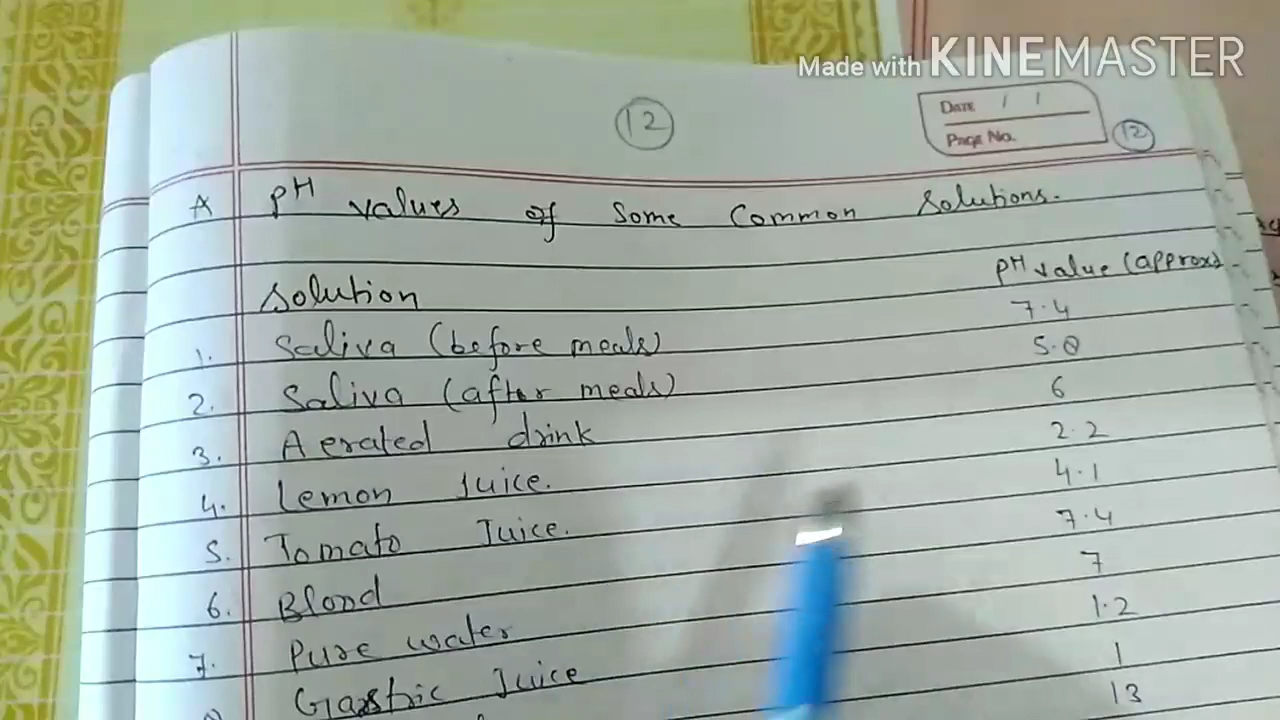 Made with KINEMASTER
12
Date / /
Page No. 12
A PH values of Some Common Solutions.
Solution PH value (approx)
1. Saliva (before meals) 7.4
2. Saliva (after meals) 5.8
3. Aerated drink 6
4. Lemon Juice. 2.2
5. Tomato Juice. 4.1
6. Blood 7.4
7. Pure water 7
Gastric Juice 1.2
1
13